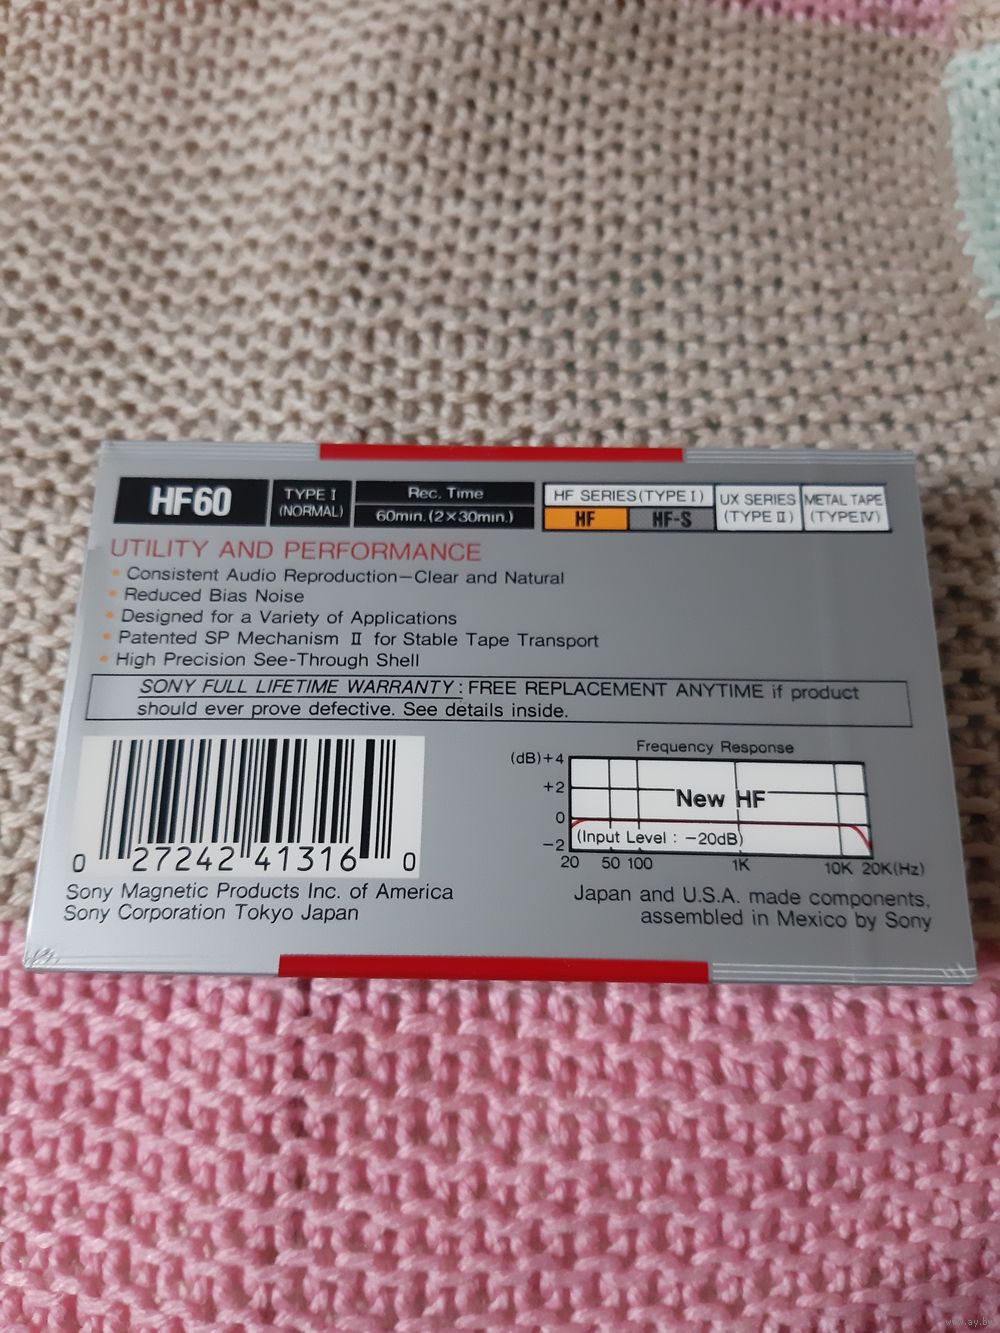 HF60
TYPE I
(NORMAL)
Rec. Time
60min. (2×30min.)
HF SERIES (TYPE I)
HF HF-S
UX SERIES
(TYPE II)
METAL TAPE
(TYPE IV)
UTILITY AND PERFORMANCE
• Consistent Audio Reproduction—Clear and Natural
• Reduced Bias Noise
• Designed for a Variety of Applications
• Patented SP Mechanism II for Stable Tape Transport
• High Precision See-Through Shell
SONY FULL LIFETIME WARRANTY: FREE REPLACEMENT ANYTIME if product
should ever prove defective. See details inside.
0 27242 41316 0
Sony Magnetic Products Inc. of America
Sony Corporation Tokyo Japan
Frequency Response
(dB)+4
+2
0
−2
New HF
(Input Level : −20dB)
20 50 100 1K 10K 20K(Hz)
Japan and U.S.A. made components,
assembled in Mexico by Sony
www.ay.by